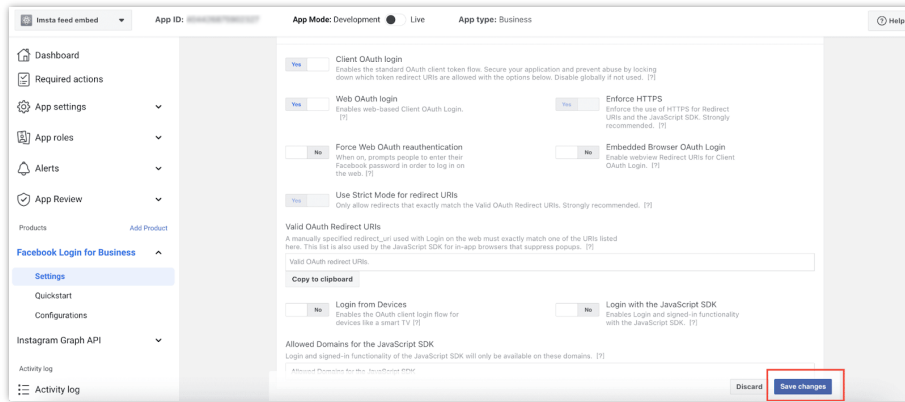 Imsta feed embed
App ID:
App Mode: Development
Live
App type: Business
Help
Dashboard
Required actions
App settings
App roles
Alerts
App Review
Products
Add Product
Facebook Login for Business
Settings
Quickstart
Configurations
Instagram Graph API
Activity log
Activity log
Yes
Client OAuth login
Enables the standard OAuth client token flow. Secure your application and prevent abuse by locking
down which token redirect URIs are allowed with the options below. Disable globally if not used. [?]
Yes
Web OAuth login
Enables web-based Client OAuth Login.
[?]
Yes
Enforce HTTPS
Enforce the use of HTTPS for Redirect
URIs and the JavaScript SDK. Strongly
recommended. [?]
No
Force Web OAuth reauthentication
When on, prompts people to enter their
Facebook password in order to log in on
the web. [?]
No
Embedded Browser OAuth Login
Enable webview Redirect URIs for Client
OAuth Login. [?]
Yes
Use Strict Mode for redirect URIs
Only allow redirects that exactly match the Valid OAuth Redirect URIs. Strongly recommended. [?]
Valid OAuth Redirect URIs
A manually specified redirect_uri used with Login on the web must exactly match one of the URIs listed
here. This list is also used by the JavaScript SDK for in-app browsers that suppress popups. [?]
Valid OAuth redirect URIs.
Copy to clipboard
No
Login from Devices
Enables the OAuth client login flow for
devices like a smart TV [?]
No
Login with the JavaScript SDK
Enables Login and signed-in functionality
with the JavaScript SDK. [?]
Allowed Domains for the JavaScript SDK
Login and signed-in functionality of the JavaScript SDK will only be available on these domains. [?]
Allowed Domains for the JavaScript SDK
Discard
Save changes